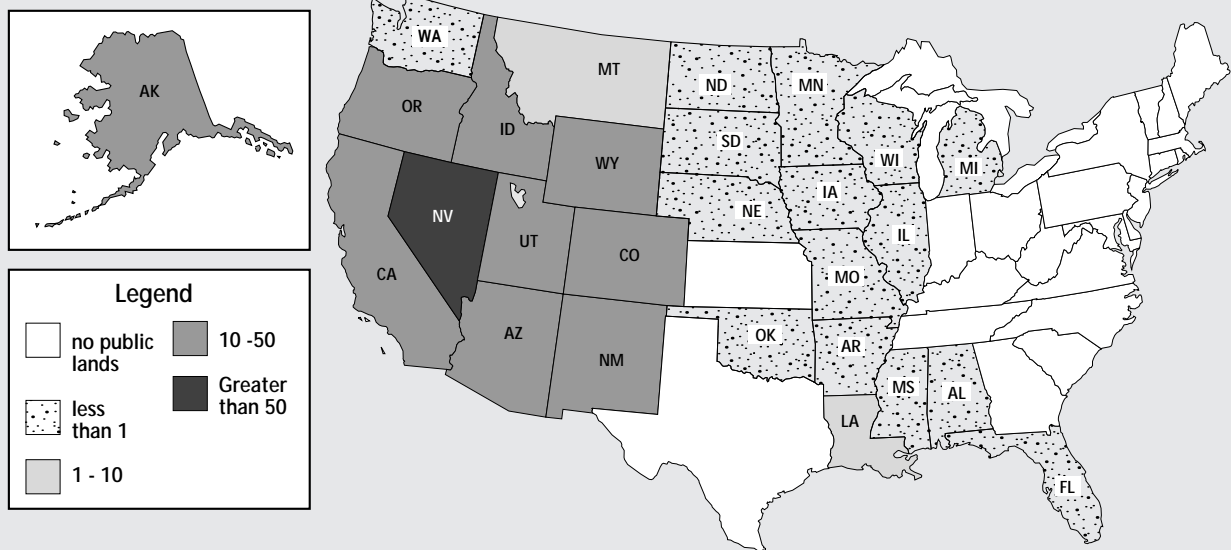 AK
Legend
no public
lands
less
than 1
1 - 10
10 -50
Greater
than 50
WA
OR
ID
MT
WY
NV
UT
CO
CA
AZ
NM
ND
SD
NE
OK
MN
IA
MO
AR
LA
WI
IL
MI
MS
AL
FL